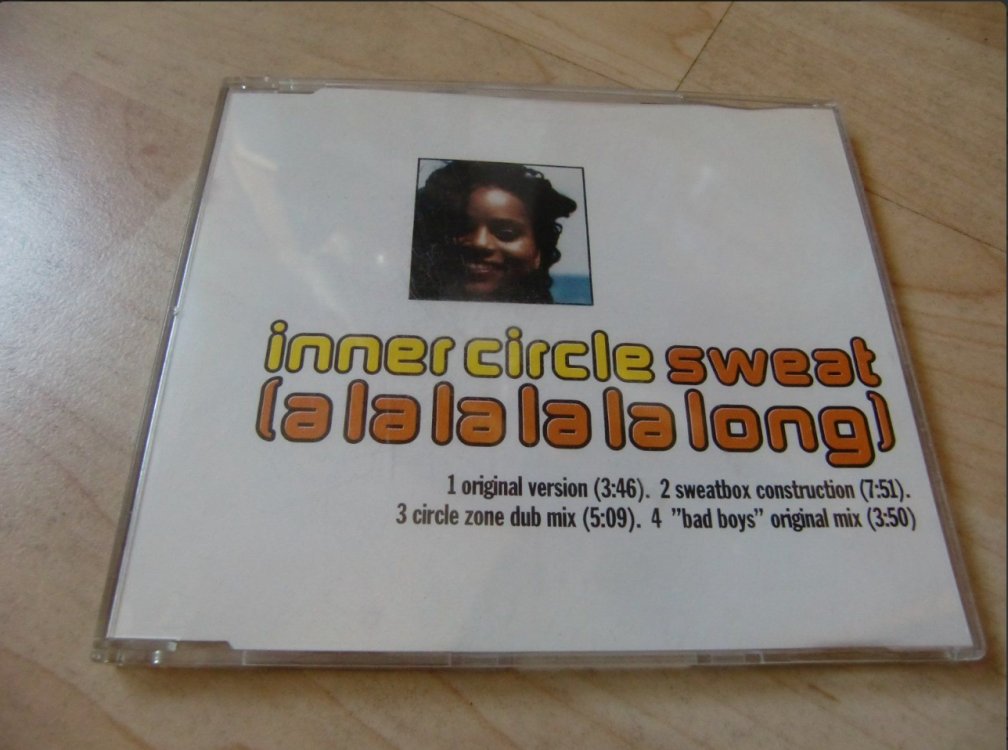 inner circle sweat
(a la la la la long)
1 original version (3:46). 2 sweatbox construction (7:51).
3 circle zone dub mix (5:09). 4 ”bad boys” original mix (3:50)